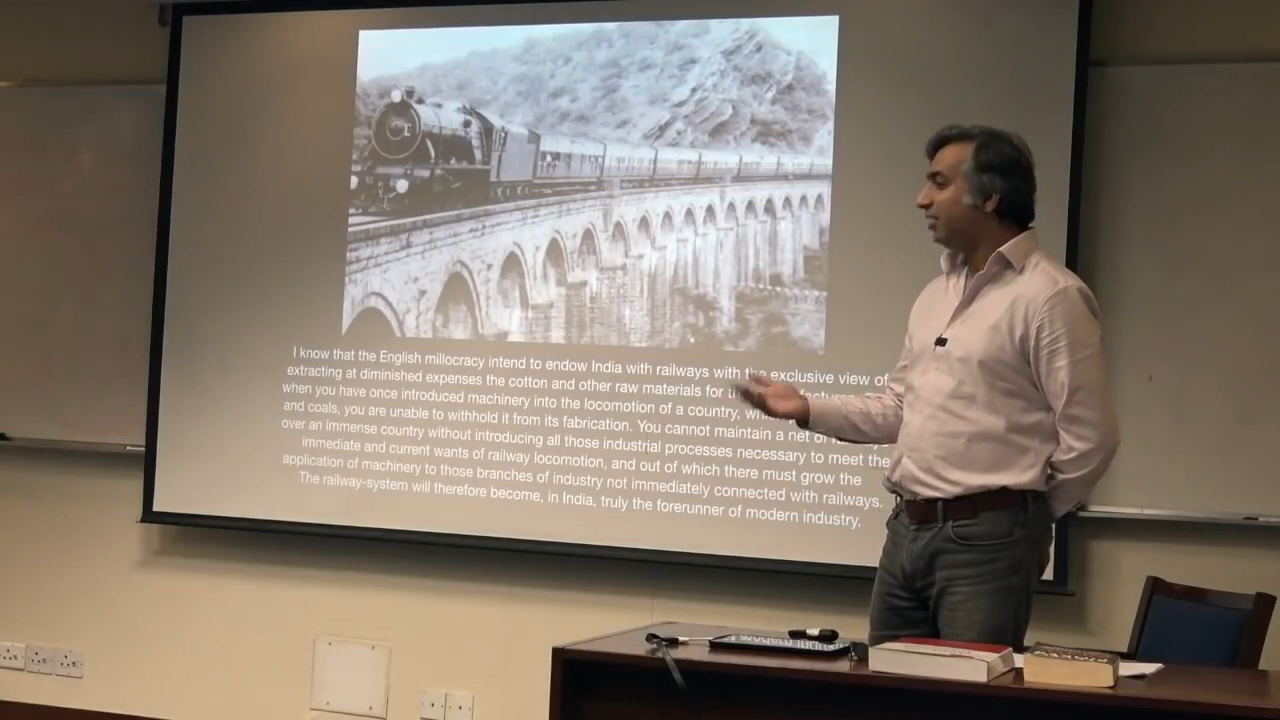 I know that the English millocracy intend to endow India with railways with the exclusive view of
extracting at diminished expenses the cotton and other raw materials for
when you have once introduced machinery into the locomotion of a country,
and coals, you are unable to withhold it from its fabrication. You cannot maintain a net of
over an immense country without introducing all those industrial processes necessary to meet the
immediate and current wants of railway locomotion, and out of which there must grow the
application of machinery to those branches of industry not immediately connected with railways.
The railway-system will therefore become, in India, truly the forerunner of modern industry.